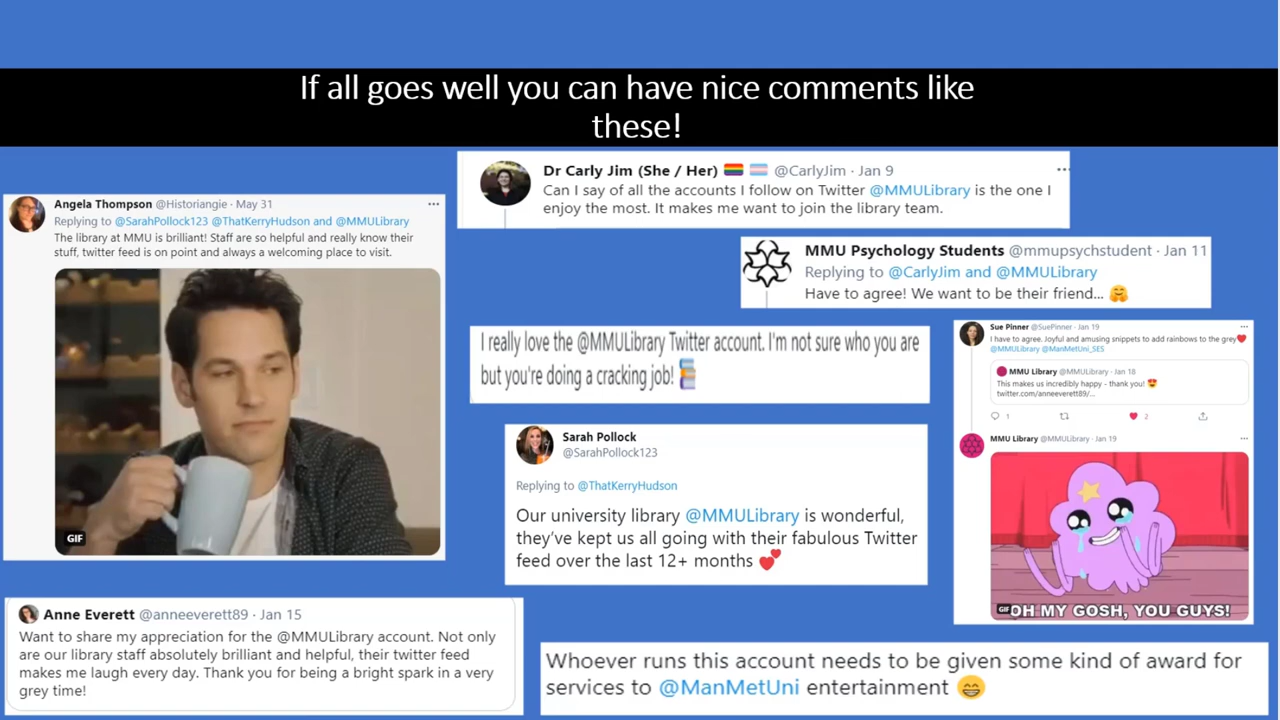 If all goes well you can have nice comments like
these!
Dr Carly Jim (She / Her) 🏳️‍🌈 🏳️‍⚧️ @CarlyJim · Jan 9
Can I say of all the accounts I follow on Twitter @MMULibrary is the one I
enjoy the most. It makes me want to join the library team.
Angela Thompson @Historiangie · May 31
Replying to @SarahPollock123 @ThatKerryHudson and @MMULibrary
The library at MMU is brilliant! Staff are so helpful and really know their
stuff, twitter feed is on point and always a welcoming place to visit.
GIF
MMU Psychology Students @mmupsychstudent · Jan 11
Replying to @CarlyJim and @MMULibrary
Have to agree! We want to be their friend... 🤗
I really love the @MMULibrary Twitter account. I'm not sure who you are
but you're doing a cracking job! 📚
Sue Pinner @SuePinner · Jan 19
I have to agree. Joyful and amusing snippets to add rainbows to the grey❤️
@MMULibrary @ManMetUni_SES
MMU Library @MMULibrary · Jan 18
This makes us incredibly happy - thank you! 😍
twitter.com/anneeverett89/...
1
2
MMU Library @MMULibrary · Jan 19
GIF
OH MY GOSH, YOU GUYS!
Sarah Pollock
@SarahPollock123
Replying to @ThatKerryHudson
Our university library @MMULibrary is wonderful,
they've kept us all going with their fabulous Twitter
feed over the last 12+ months 💕
Anne Everett @anneeverett89 · Jan 15
Want to share my appreciation for the @MMULibrary account. Not only
are our library staff absolutely brilliant and helpful, their twitter feed
makes me laugh every day. Thank you for being a bright spark in a very
grey time!
Whoever runs this account needs to be given some kind of award for
services to @ManMetUni entertainment 😄